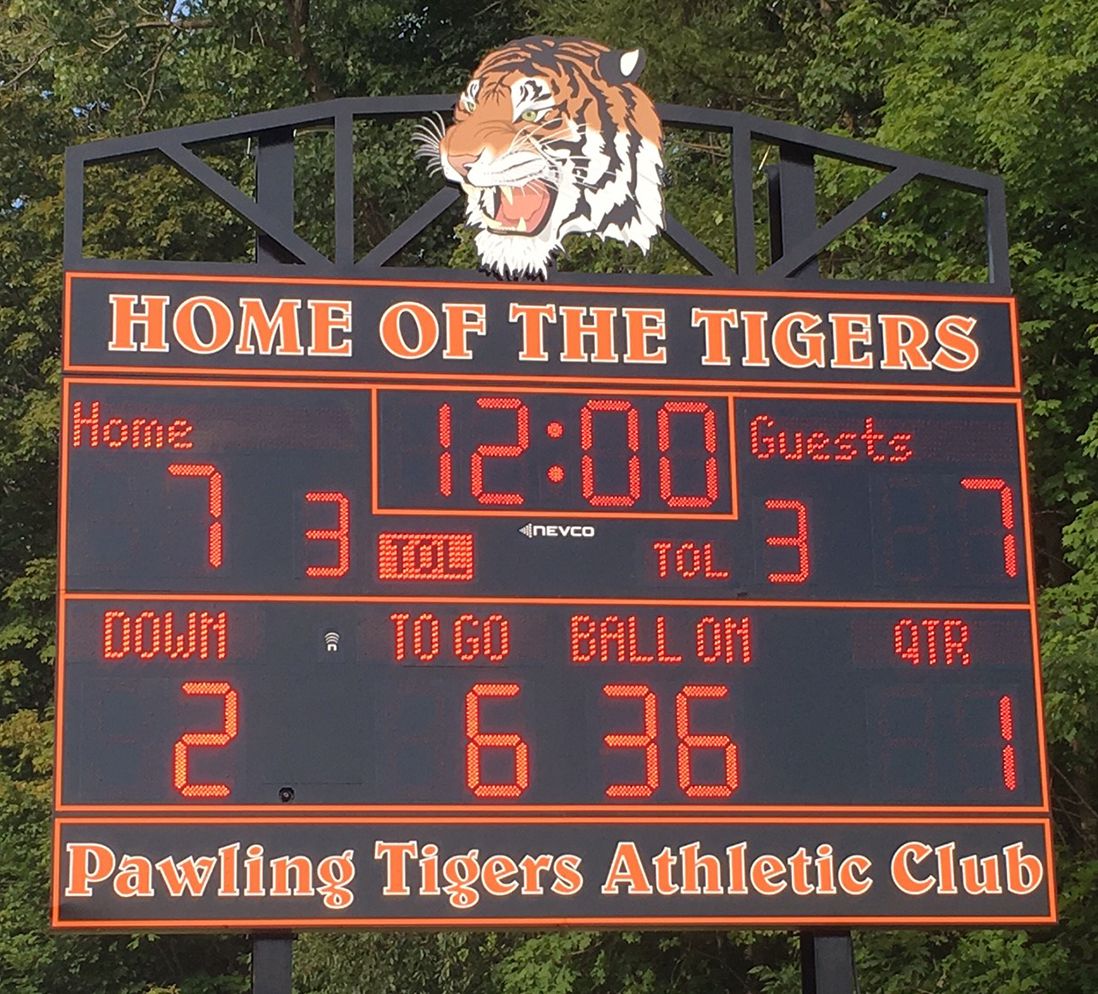 HOME OF THE TIGERS
Home 12:00 Guests
7 3 TOL NEVCO TOL 3 7
DOWN TO GO BALL ON QTR
2 6 36 1
Pawling Tigers Athletic Club